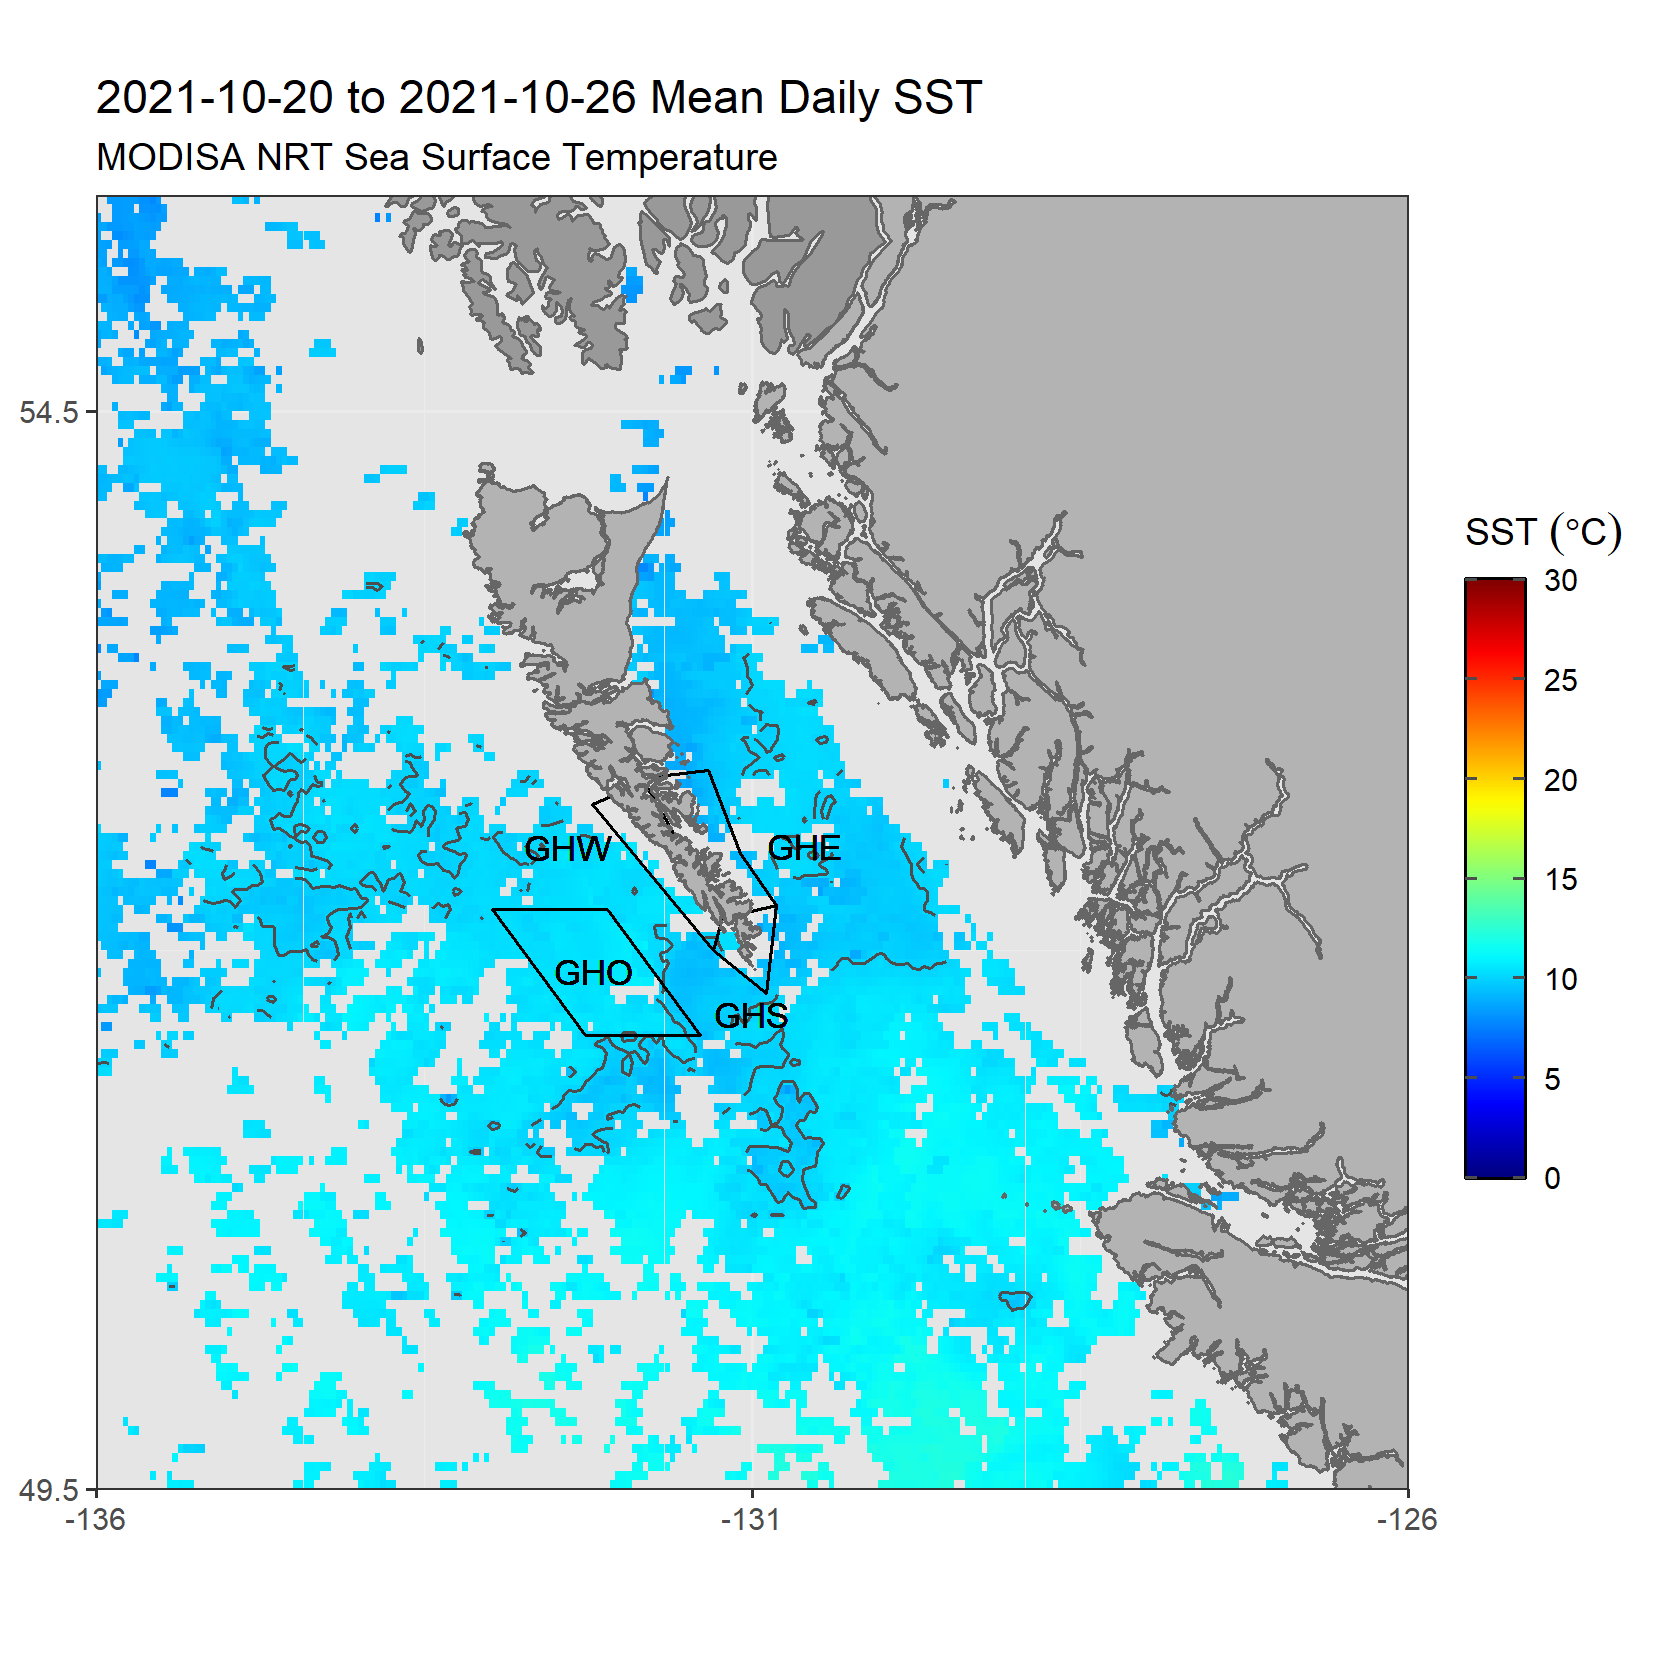 2021-10-20 to 2021-10-26 Mean Daily SST
MODISA NRT Sea Surface Temperature
54.5
49.5
-136
-131
-126
GHW
GHE
GHO
GHS
SST (°C)
30
25
20
15
10
5
0